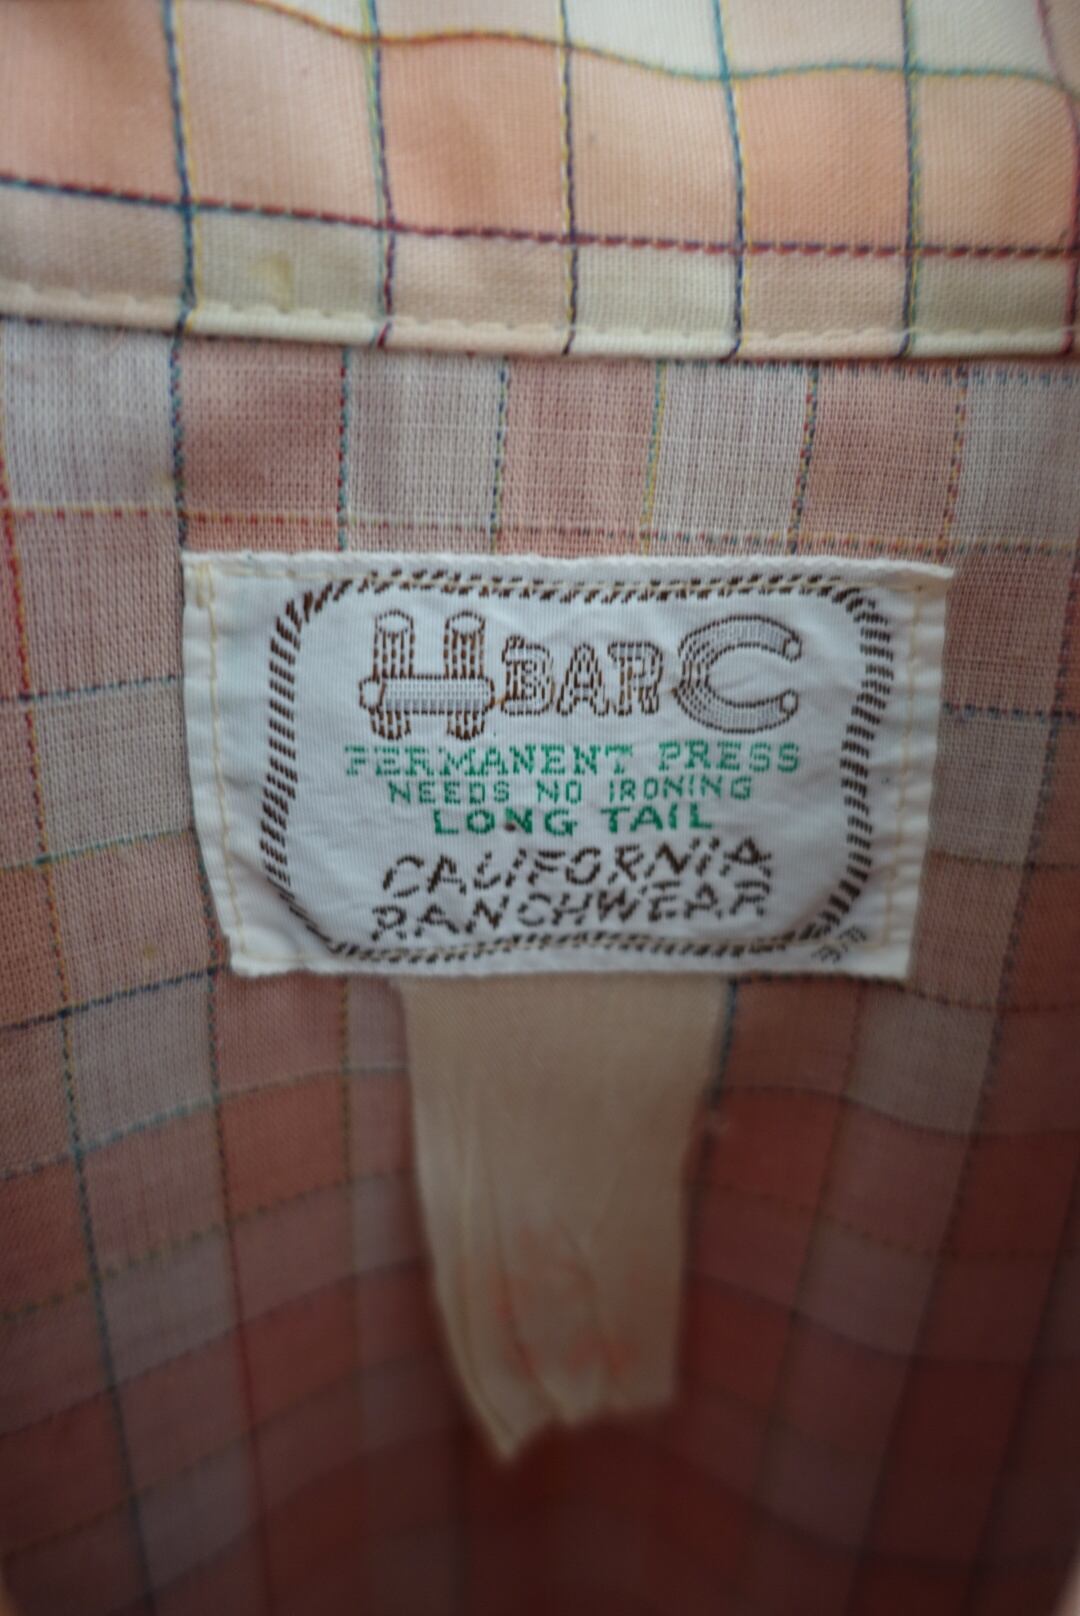 H BAR C
PERMANENT PRESS
NEEDS NO IRONING
LONG TAIL
CALIFORNIA
RANCHWEAR